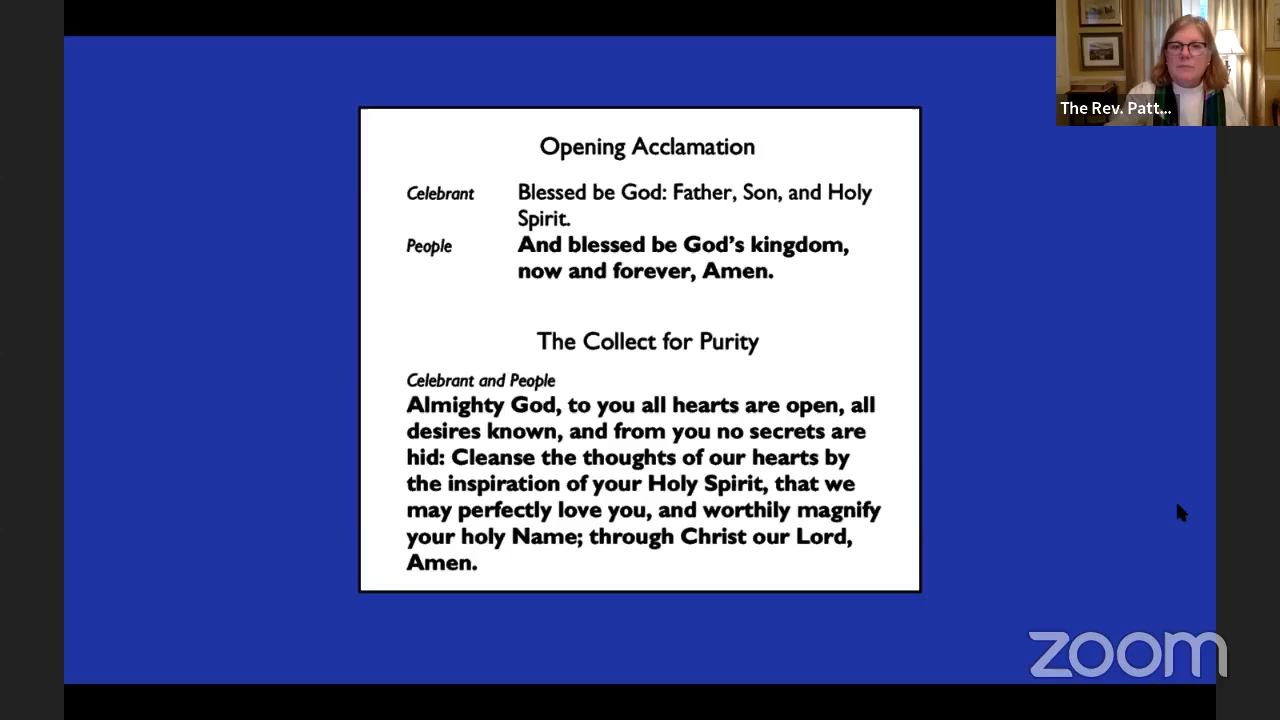 The Rev. Patt...
Opening Acclamation
Celebrant Blessed be God: Father, Son, and Holy
Spirit.
People And blessed be God’s kingdom,
now and forever, Amen.
The Collect for Purity
Celebrant and People
Almighty God, to you all hearts are open, all
desires known, and from you no secrets are
hid: Cleanse the thoughts of our hearts by
the inspiration of your Holy Spirit, that we
may perfectly love you, and worthily magnify
your holy Name; through Christ our Lord,
Amen.
zoom